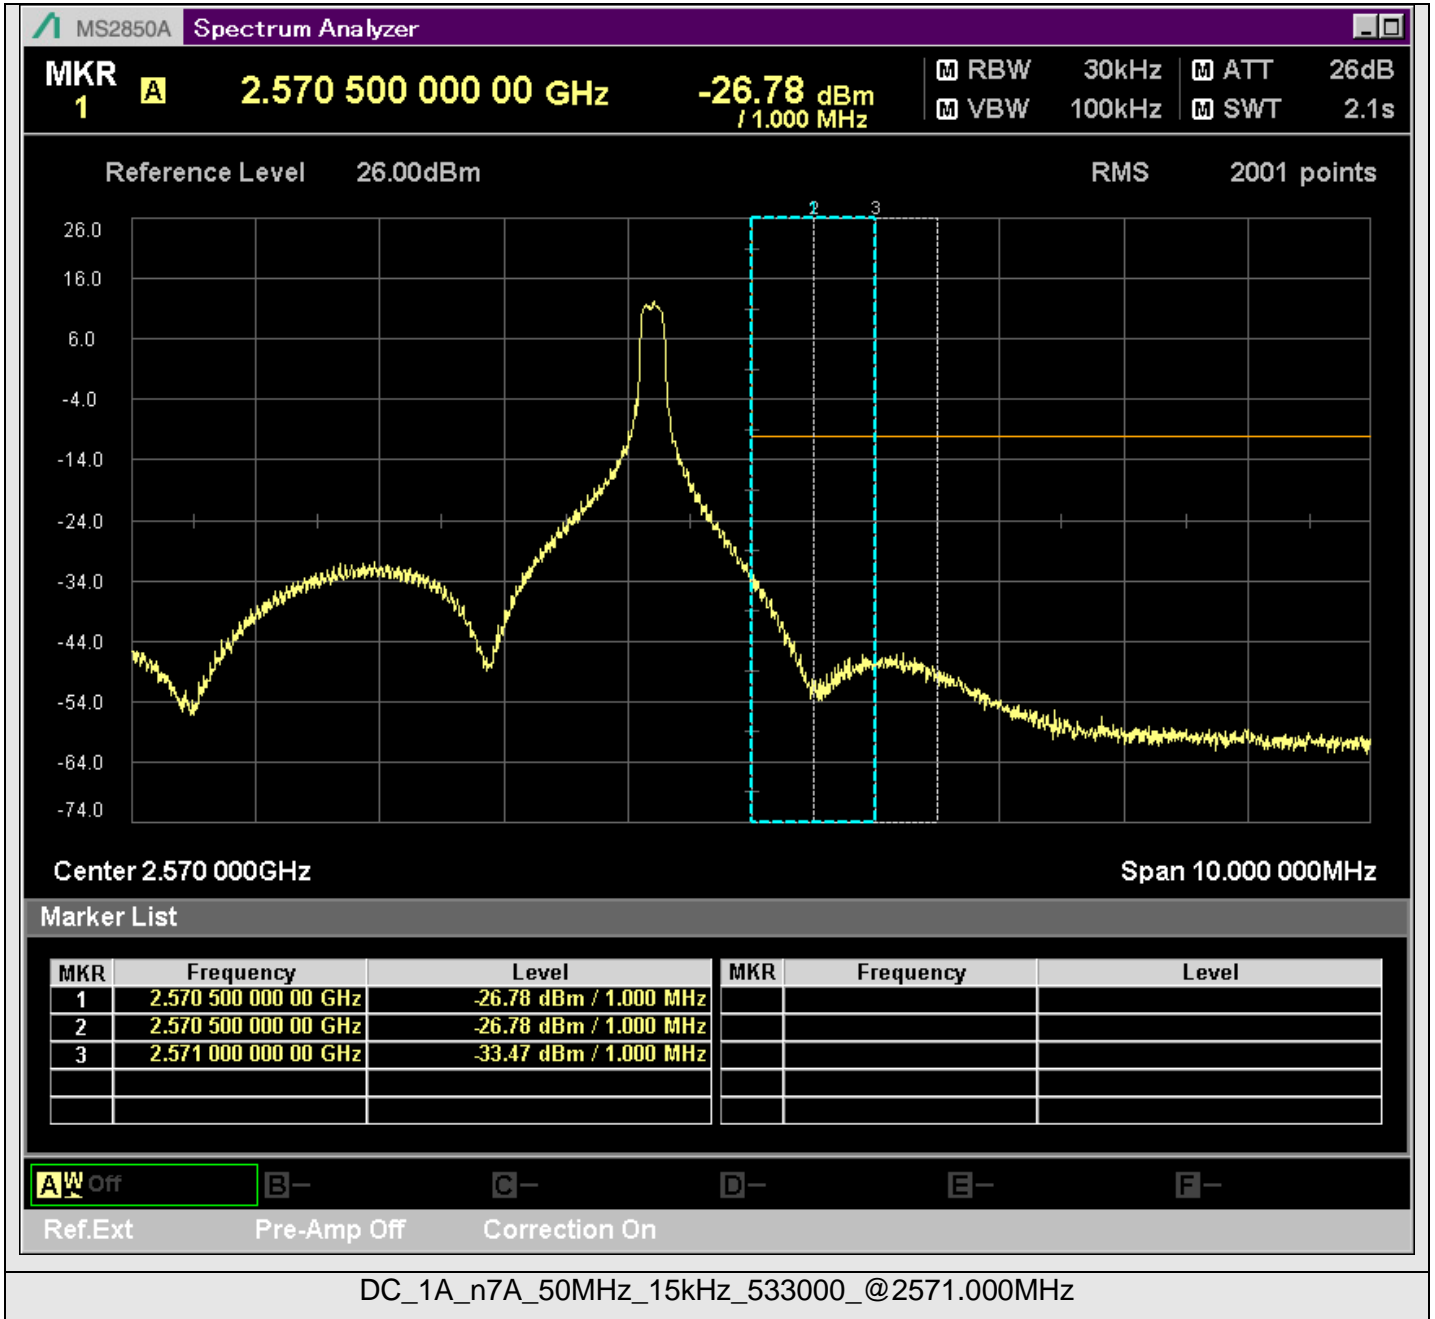 MS2850A Spectrum Analyzer
MKR 1 A 2.570 500 000 00 GHz -26.78 dBm / 1.000 MHz
M RBW 30kHz M ATT 26dB
M VBW 100kHz M SWT 2.1s
Reference Level 26.00dBm RMS 2001 points
2 3
26.0
16.0
6.0
-4.0
-14.0
-24.0
-34.0
-44.0
-54.0
-64.0
-74.0
Center 2.570 000GHz Span 10.000 000MHz
Marker List
MKR Frequency Level MKR Frequency Level
1 2.570 500 000 00 GHz -26.78 dBm / 1.000 MHz
2 2.570 500 000 00 GHz -26.78 dBm / 1.000 MHz
3 2.571 000 000 00 GHz -33.47 dBm / 1.000 MHz
A W Off B - C - D - E - F -
Ref.Ext Pre-Amp Off Correction On
DC_1A_n7A_50MHz_15kHz_533000_@2571.000MHz